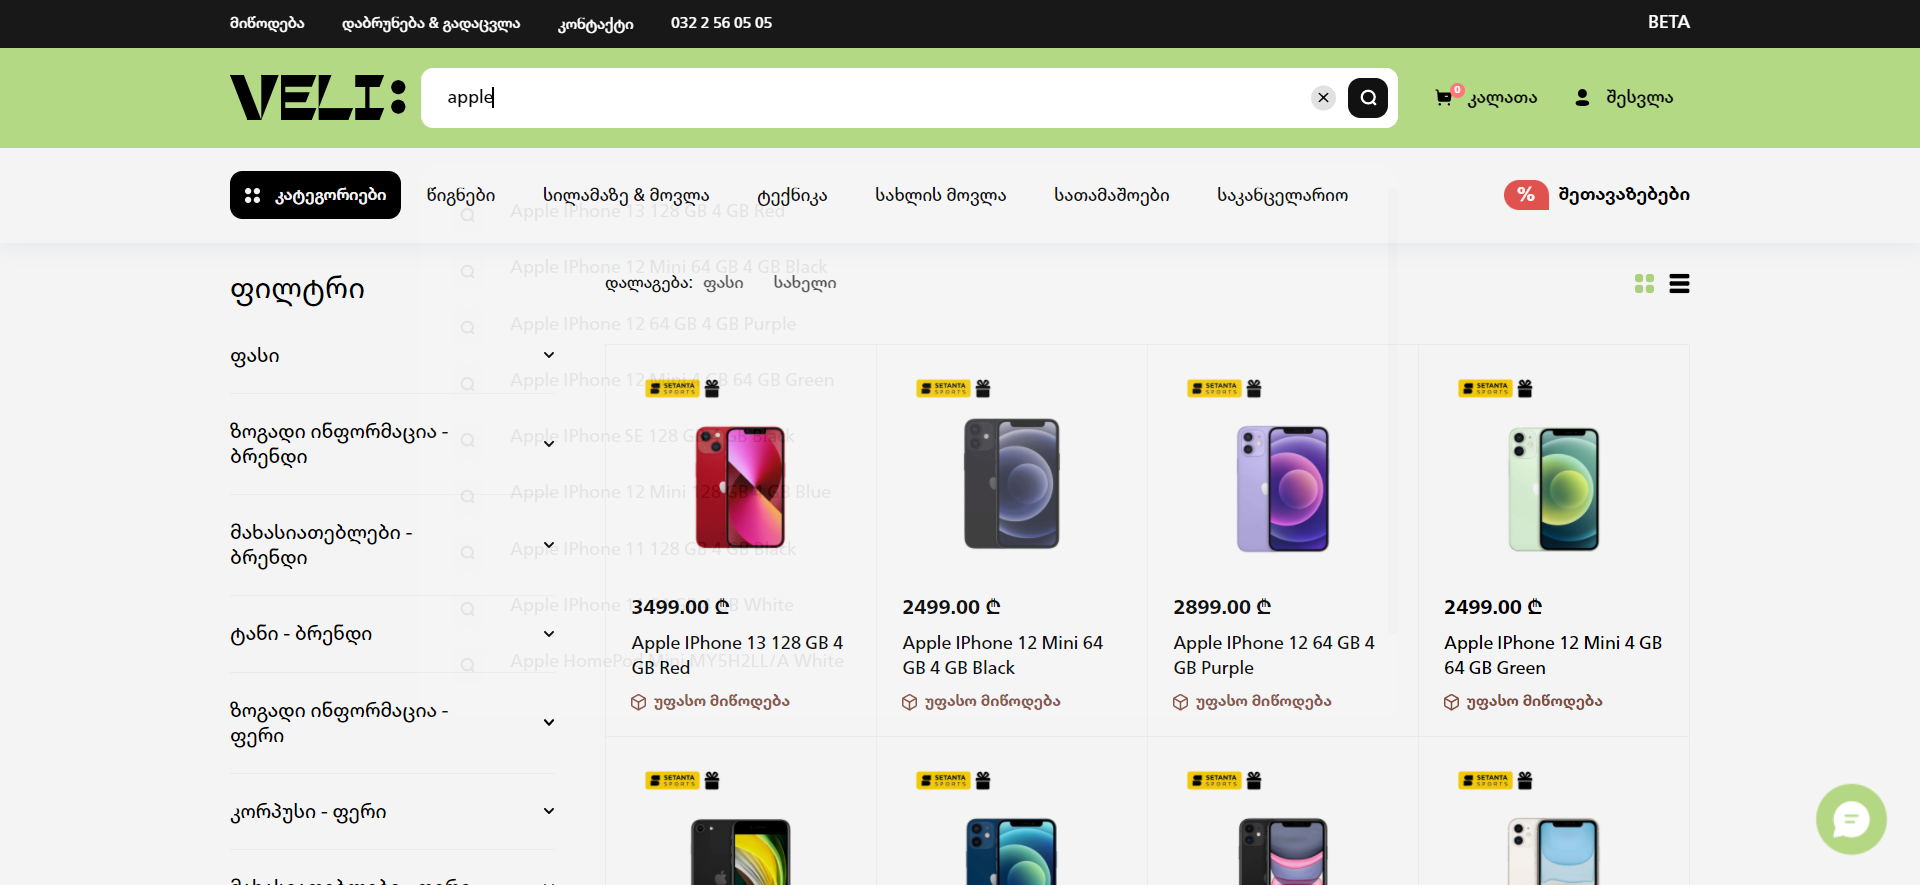 მიწოდება
დაბრუნება & გადაცვლა
კონტაქტი
032 2 56 05 05
BETA
VELI:
apple
0
კალათა
შესვლა
კატეგორიები
წიგნები
სილამაზე & მოვლა
ტექნიკა
სახლის მოვლა
სათამაშოები
საკანცელარიო
%
შეთავაზებები
Apple IPhone 13 128 GB 4 GB Red
Apple IPhone 12 Mini 64 GB 4 GB Black
Apple IPhone 12 64 GB 4 GB Purple
Apple IPhone 12 Mini 4 GB 64 GB Green
Apple IPhone SE 128 GB Black
Apple IPhone 12 Mini 128 GB 4 GB Blue
Apple IPhone 11 128 GB 4 GB Black
Apple IPhone White
Apple HomePod Mini MY5H2LL/A White
ფილტრი
ფასი
ზოგადი ინფორმაცია -
ბრენდი
მახასიათებლები -
ბრენდი
ტანი - ბრენდი
ზოგადი ინფორმაცია -
ფერი
კორპუსი - ფერი
დალაგება: ფასი სახელი
SETANTA
SPORTS
3499.00 ₾
Apple IPhone 13 128 GB 4
GB Red
უფასო მიწოდება
SETANTA
SPORTS
2499.00 ₾
Apple IPhone 12 Mini 64
GB 4 GB Black
უფასო მიწოდება
SETANTA
SPORTS
2899.00 ₾
Apple IPhone 12 64 GB 4
GB Purple
უფასო მიწოდება
SETANTA
SPORTS
2499.00 ₾
Apple IPhone 12 Mini 4 GB
64 GB Green
უფასო მიწოდება
SETANTA
SPORTS
SETANTA
SPORTS
SETANTA
SPORTS
SETANTA
SPORTS